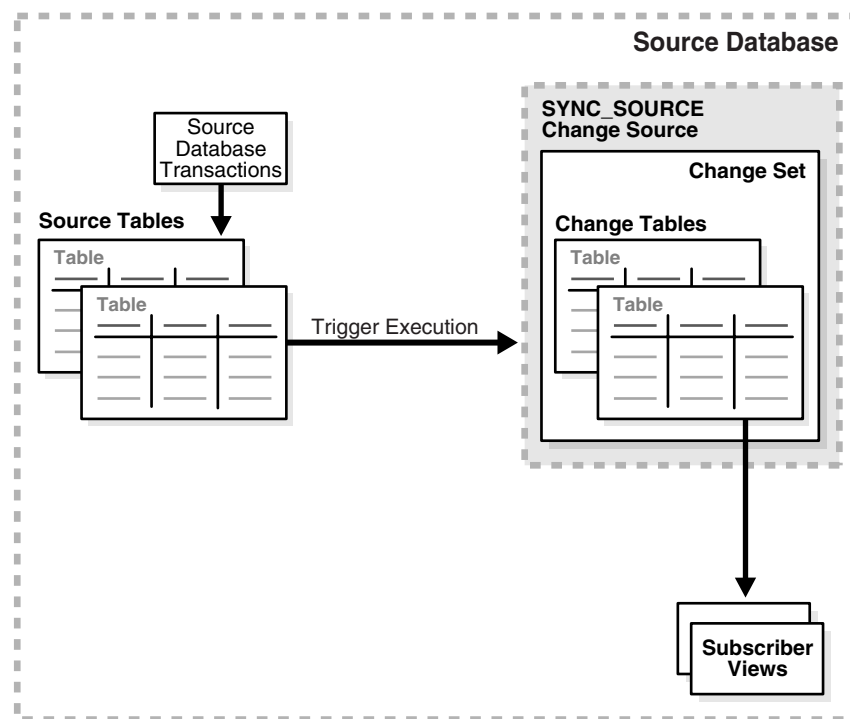 Source Database
SYNC_SOURCE
Change Source
Source
Database
Transactions
Change Set
Source Tables
Change Tables
Table
Table
Table
Table
Trigger Execution
Subscriber
Views